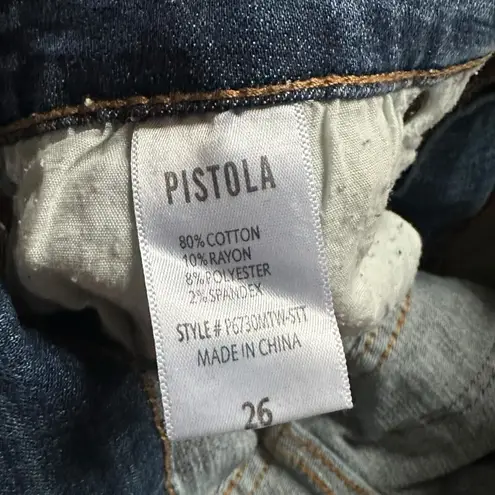 PISTOLA
80% COTTON
10% RAYON
8% POLYESTER
2% SPANDEX
STYLE # P6730MTW-STT
MADE IN CHINA
26